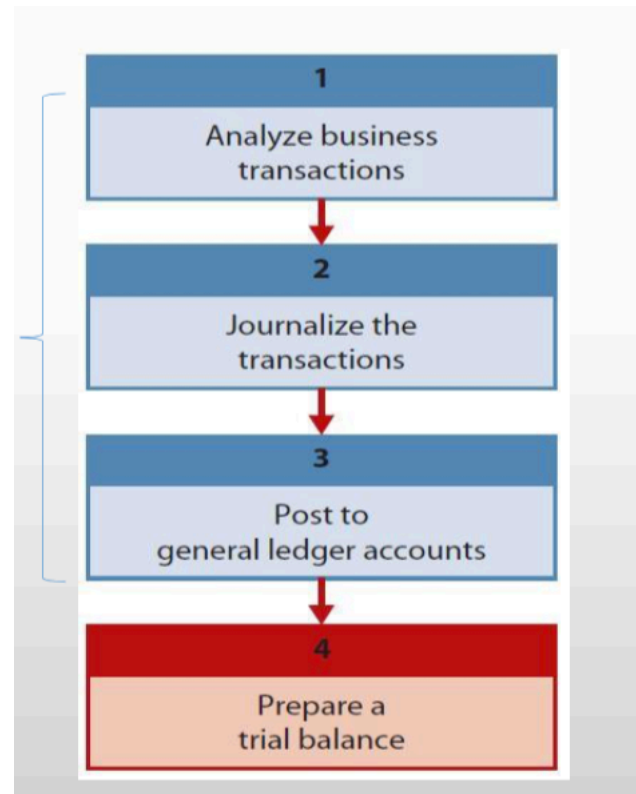 1
Analyze business
transactions
2
Journalize the
transactions
3
Post to
general ledger accounts
4
Prepare a
trial balance